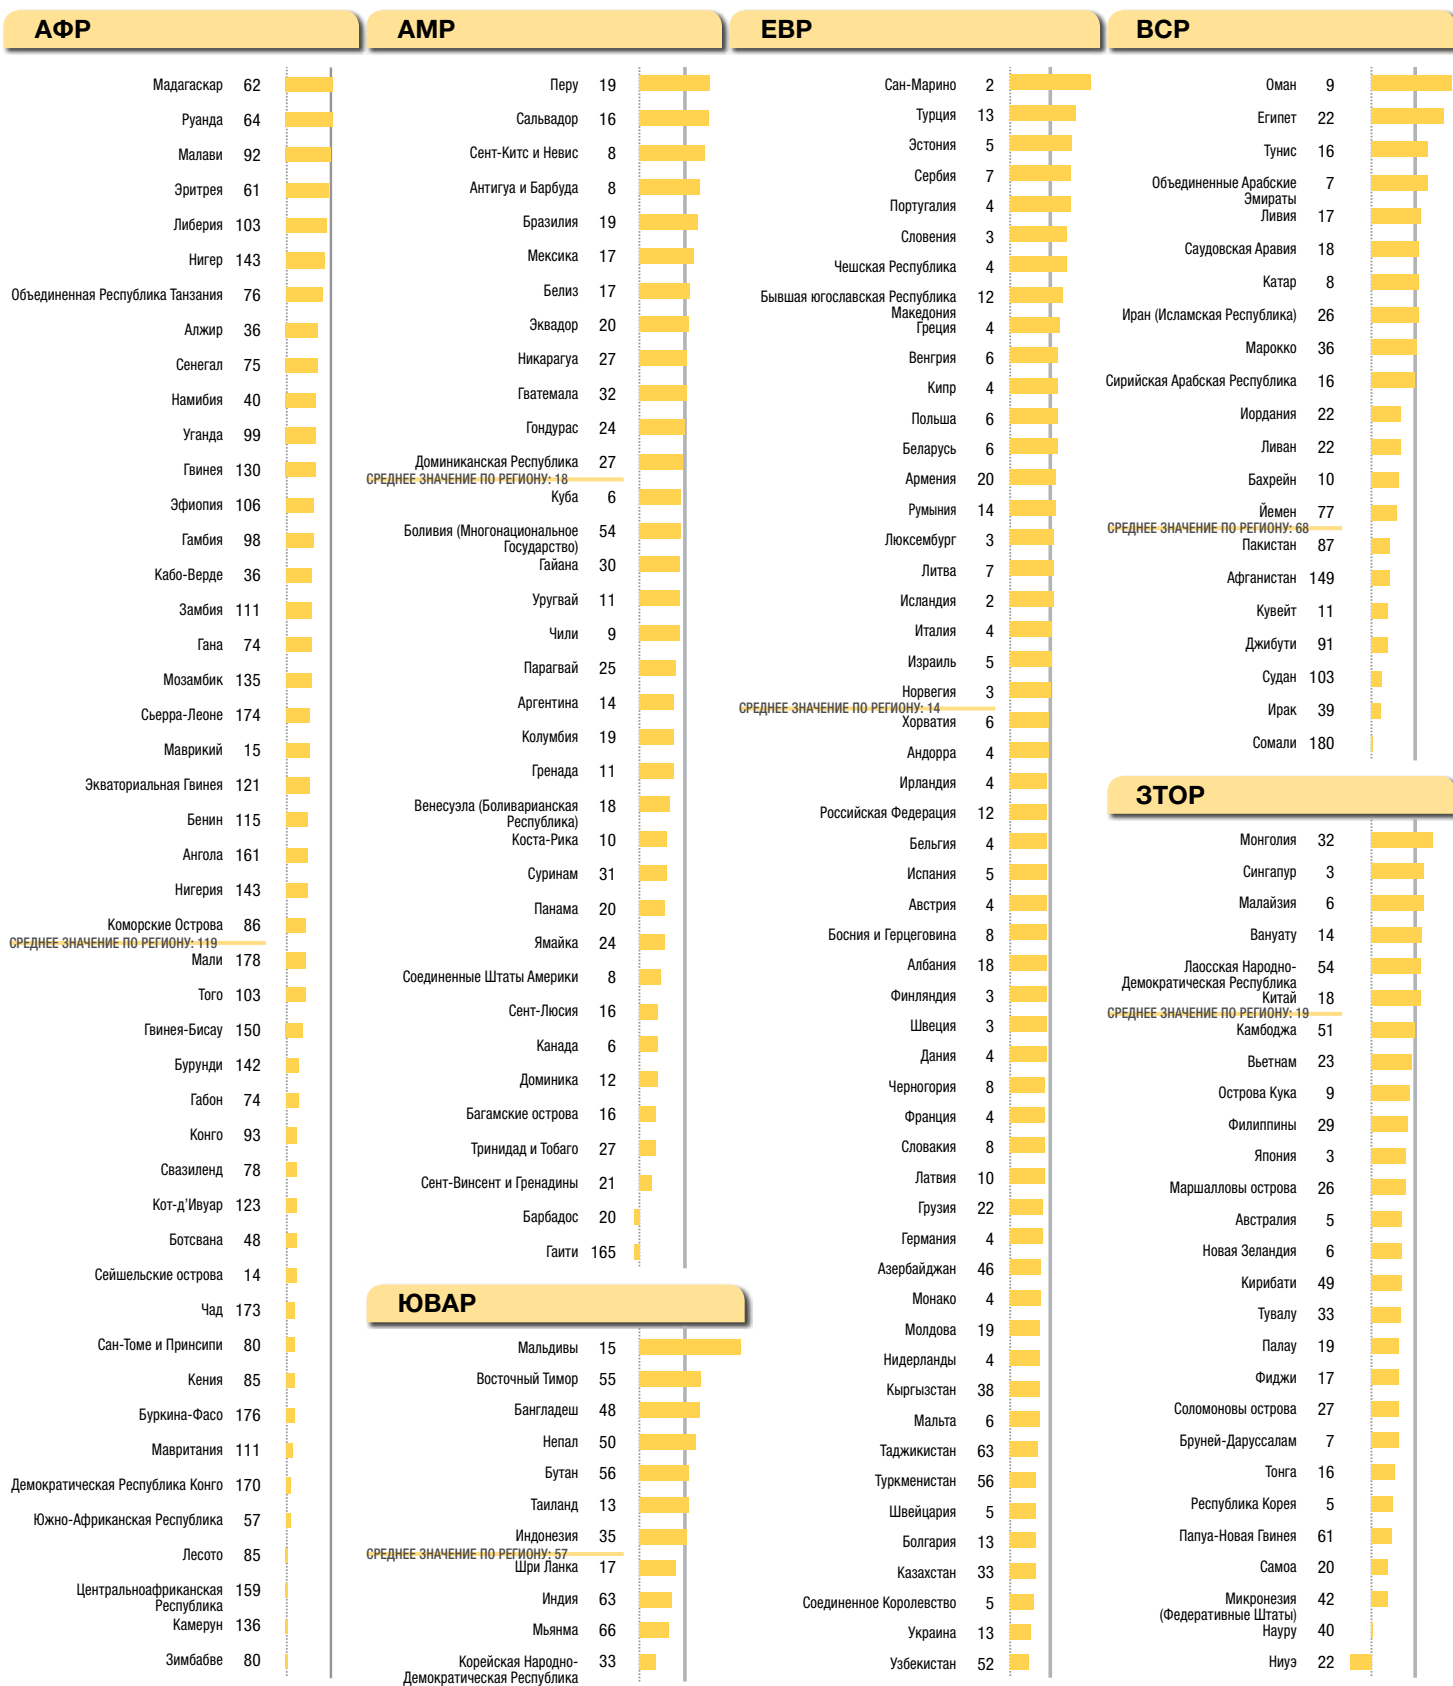 АФР
Мадагаскар 62
Руанда 64
Малави 92
Эритрея 61
Либерия 103
Нигер 143
Объединенная Республика Танзания 76
Алжир 36
Сенегал 75
Намибия 40
Уганда 99
Гвинея 130
Эфиопия 106
Гамбия 98
Кабо-Верде 36
Замбия 111
Гана 74
Мозамбик 135
Сьерра-Леоне 174
Маврикий 15
Экваториальная Гвинея 121
Бенин 115
Ангола 161
Нигерия 143
Коморские Острова 86
СРЕДНЕЕ ЗНАЧЕНИЕ ПО РЕГИОНУ: 119
Мали 178
Того 103
Гвинея-Бисау 150
Бурунди 142
Габон 74
Конго 93
Свазиленд 78
Кот-д’Ивуар 123
Ботсвана 48
Сейшельские острова 14
Чад 173
Сан-Томе и Принсипи 80
Кения 85
Буркина-Фасо 176
Мавритания 111
Демократическая Республика Конго 170
Южно-Африканская Республика 57
Лесото 85
Центральноафриканская 159
Республика
Камерун 136
Зимбабве 80
АМР
Перу 19
Сальвадор 16
Сент-Китс и Невис 8
Антигуа и Барбуда 8
Бразилия 19
Мексика 17
Белиз 17
Эквадор 20
Никарагуа 27
Гватемала 32
Гондурас 24
Доминиканская Республика 27
СРЕДНЕЕ ЗНАЧЕНИЕ ПО РЕГИОНУ: 18
Куба 6
Боливия (Многонациональное 54
Государство)
Гайана 30
Уругвай 11
Чили 9
Парагвай 25
Аргентина 14
Колумбия 19
Гренада 11
Венесуэла (Боливарианская 18
Республика)
Коста-Рика 10
Суринам 31
Панама 20
Ямайка 24
Соединенные Штаты Америки 8
Сент-Люсия 16
Канада 6
Доминика 12
Багамские острова 16
Тринидад и Тобаго 27
Сент-Винсент и Гренадины 21
Барбадос 20
Гаити 165
ЮВАР
Мальдивы 15
Восточный Тимор 55
Бангладеш 48
Непал 50
Бутан 56
Таиланд 13
Индонезия 35
СРЕДНЕЕ ЗНАЧЕНИЕ ПО РЕГИОНУ: 57
Шри Ланка 17
Индия 63
Мьянма 66
Корейская Народно- 33
Демократическая Республика
ЕВР
Сан-Марино 2
Турция 13
Эстония 5
Сербия 7
Португалия 4
Словения 3
Чешская Республика 4
Бывшая югославская Республика 12
Македония
Греция 4
Венгрия 6
Кипр 4
Польша 6
Беларусь 6
Армения 20
Румыния 14
Люксембург 3
Литва 7
Исландия 2
Италия 4
Израиль 5
Норвегия 3
СРЕДНЕЕ ЗНАЧЕНИЕ ПО РЕГИОНУ: 14
Хорватия 6
Андорра 4
Ирландия 4
Российская Федерация 12
Бельгия 4
Испания 5
Австрия 4
Босния и Герцеговина 8
Албания 18
Финляндия 3
Швеция 3
Дания 4
Черногория 8
Франция 4
Словакия 8
Латвия 10
Грузия 22
Германия 4
Азербайджан 46
Монако 4
Молдова 19
Нидерланды 4
Кыргызстан 38
Мальта 6
Таджикистан 63
Туркменистан 56
Швейцария 5
Болгария 13
Казахстан 33
Соединенное Королевство 5
Украина 13
Узбекистан 52
ВСР
Оман 9
Египет 22
Тунис 16
Объединенные Арабские 7
Эмираты
Ливия 17
Саудовская Аравия 18
Катар 8
Иран (Исламская Республика) 26
Марокко 36
Сирийская Арабская Республика 16
Иордания 22
Ливан 22
Бахрейн 10
Йемен 77
СРЕДНЕЕ ЗНАЧЕНИЕ ПО РЕГИОНУ: 68
Пакистан 87
Афганистан 149
Кувейт 11
Джибути 91
Судан 103
Ирак 39
Сомали 180
ЗТОР
Монголия 32
Сингапур 3
Малайзия 6
Вануату 14
Лаосская Народно- 54
Демократическая Республика
Китай 18
СРЕДНЕЕ ЗНАЧЕНИЕ ПО РЕГИОНУ: 19
Камбоджа 51
Вьетнам 23
Острова Кука 9
Филиппины 29
Япония 3
Маршалловы острова 26
Австралия 5
Новая Зеландия 6
Кирибати 49
Тувалу 33
Палау 19
Фиджи 17
Соломоновы острова 27
Бруней-Даруссалам 7
Тонга 16
Республика Корея 5
Папуа-Новая Гвинея 61
Самоа 20
Микронезия 42
(Федеративные Штаты)
Науру 40
Ниуэ 22